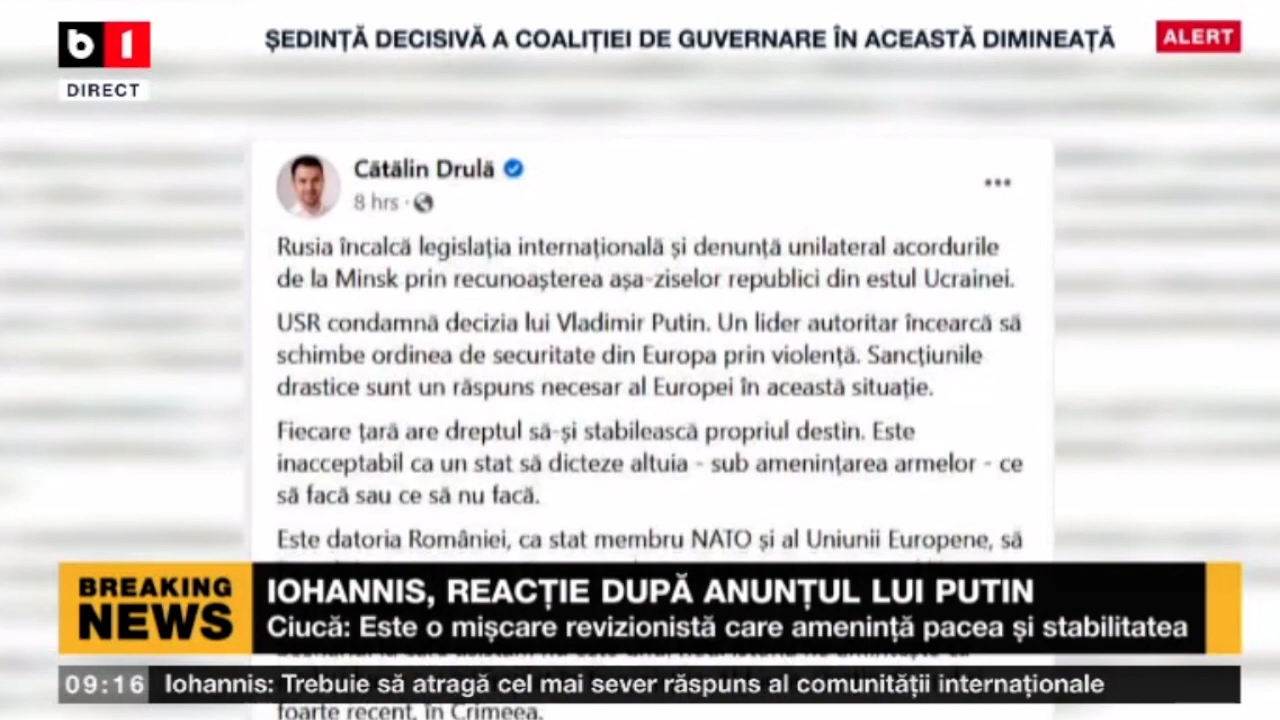 b 1
DIRECT
ȘEDINȚĂ DECISIVĂ A COALIȚIEI DE GUVERNARE ÎN ACEASTĂ DIMINEAȚĂ
ALERT
Cătălin Drulă
8 hrs ·
Rusia încalcă legislația internațională și denunță unilateral acordurile
de la Minsk prin recunoașterea așa-ziselor republici din estul Ucrainei.
USR condamnă decizia lui Vladimir Putin. Un lider autoritar încearcă să
schimbe ordinea de securitate din Europa prin violență. Sancțiunile
drastice sunt un răspuns necesar al Europei în această situație.
Fiecare țară are dreptul să-și stabilească propriul destin. Este
inacceptabil ca un stat să dicteze altuia - sub amenințarea armelor - ce
să facă sau ce să nu facă.
Este datoria României, ca stat membru NATO și al Uniunii Europene, să
BREAKING
NEWS
IOHANNIS, REACȚIE DUPĂ ANUNȚUL LUI PUTIN
Ciucă: Este o mișcare revizionistă care amenință pacea și stabilitatea
09:16 Iohannis: Trebuie să atragă cel mai sever răspuns al comunității internaționale
foarte recent, în Crimeea.